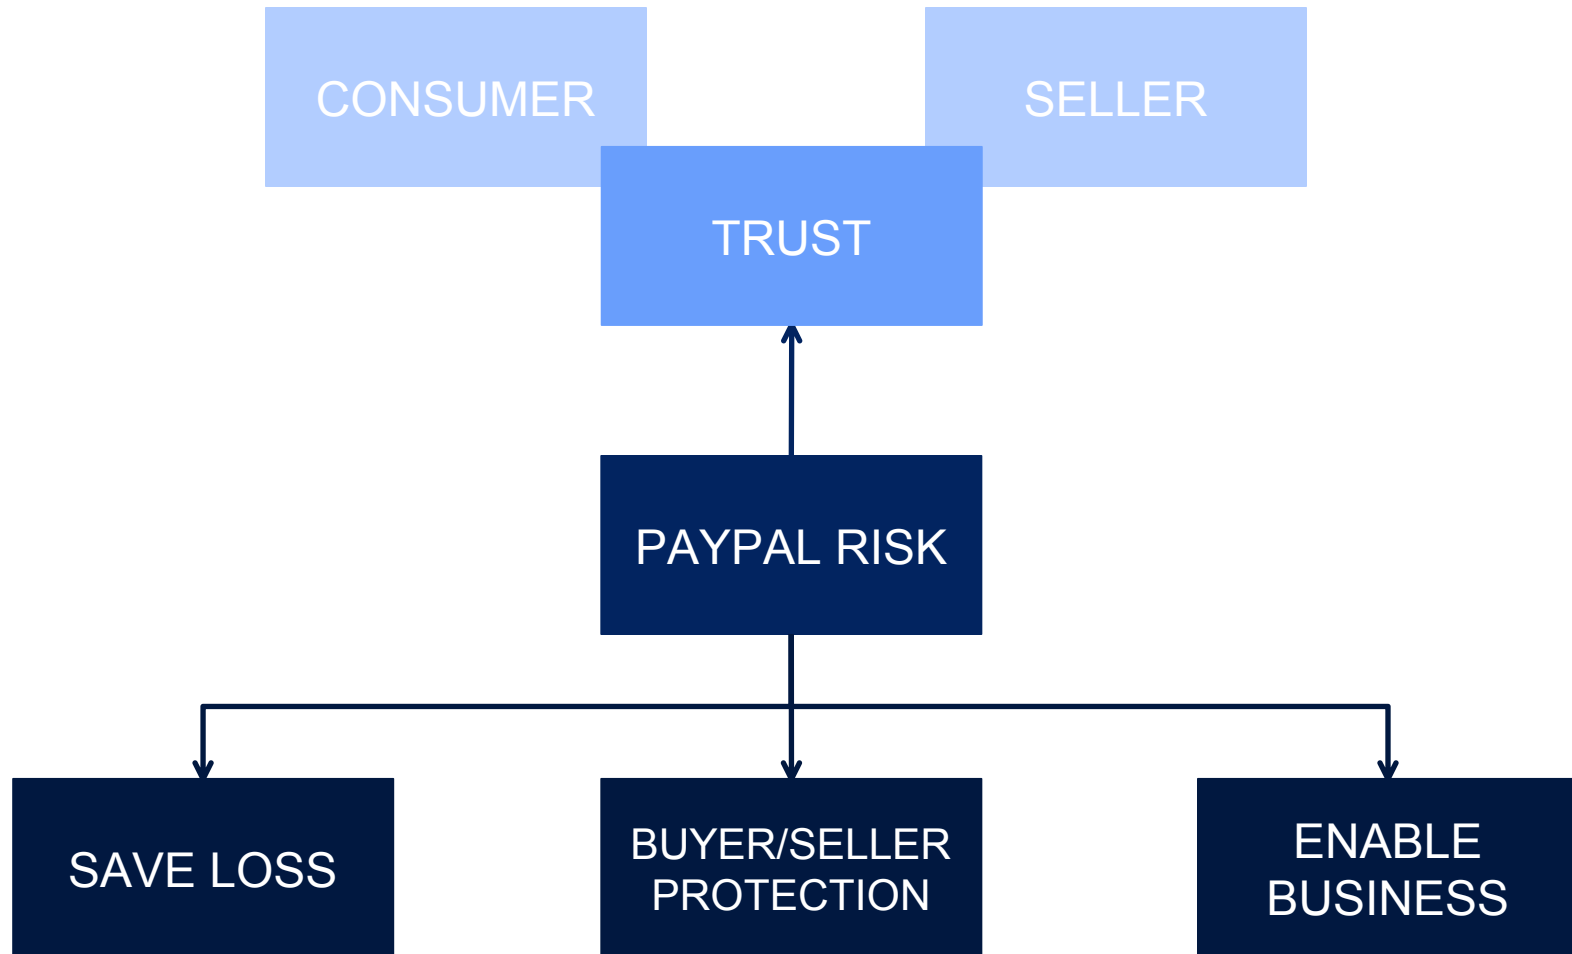 CONSUMER
SELLER
TRUST
PAYPAL RISK
SAVE LOSS
BUYER/SELLER
PROTECTION
ENABLE
BUSINESS